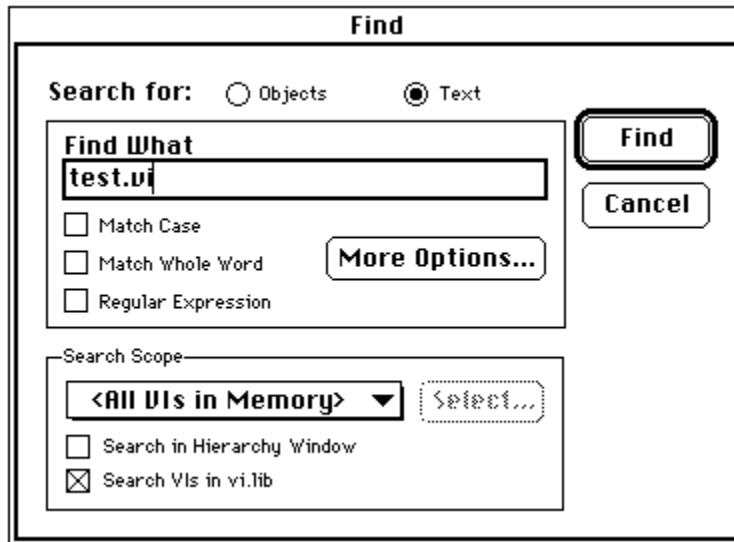 Find
Search for: Objects Text
Find What
test.vi
Match Case
Match Whole Word
Regular Expression
More Options...
Find
Cancel
Search Scope
<All VIs in Memory> Select...
Search in Hierarchy Window
Search VIs in vi.lib